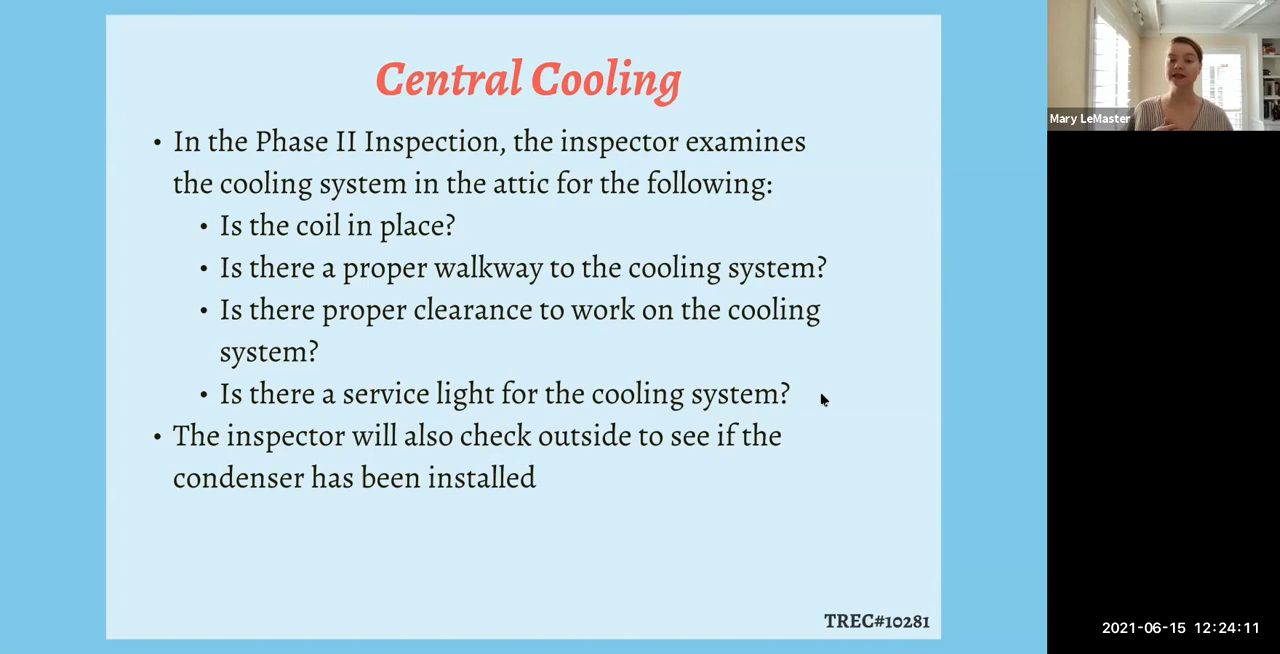 Central Cooling
• In the Phase II Inspection, the inspector examines
the cooling system in the attic for the following:
• Is the coil in place?
• Is there a proper walkway to the cooling system?
• Is there proper clearance to work on the cooling
system?
• Is there a service light for the cooling system?
• The inspector will also check outside to see if the
condenser has been installed
TREC#10281
Mary LeMaster
2021-06-15 12:24:11